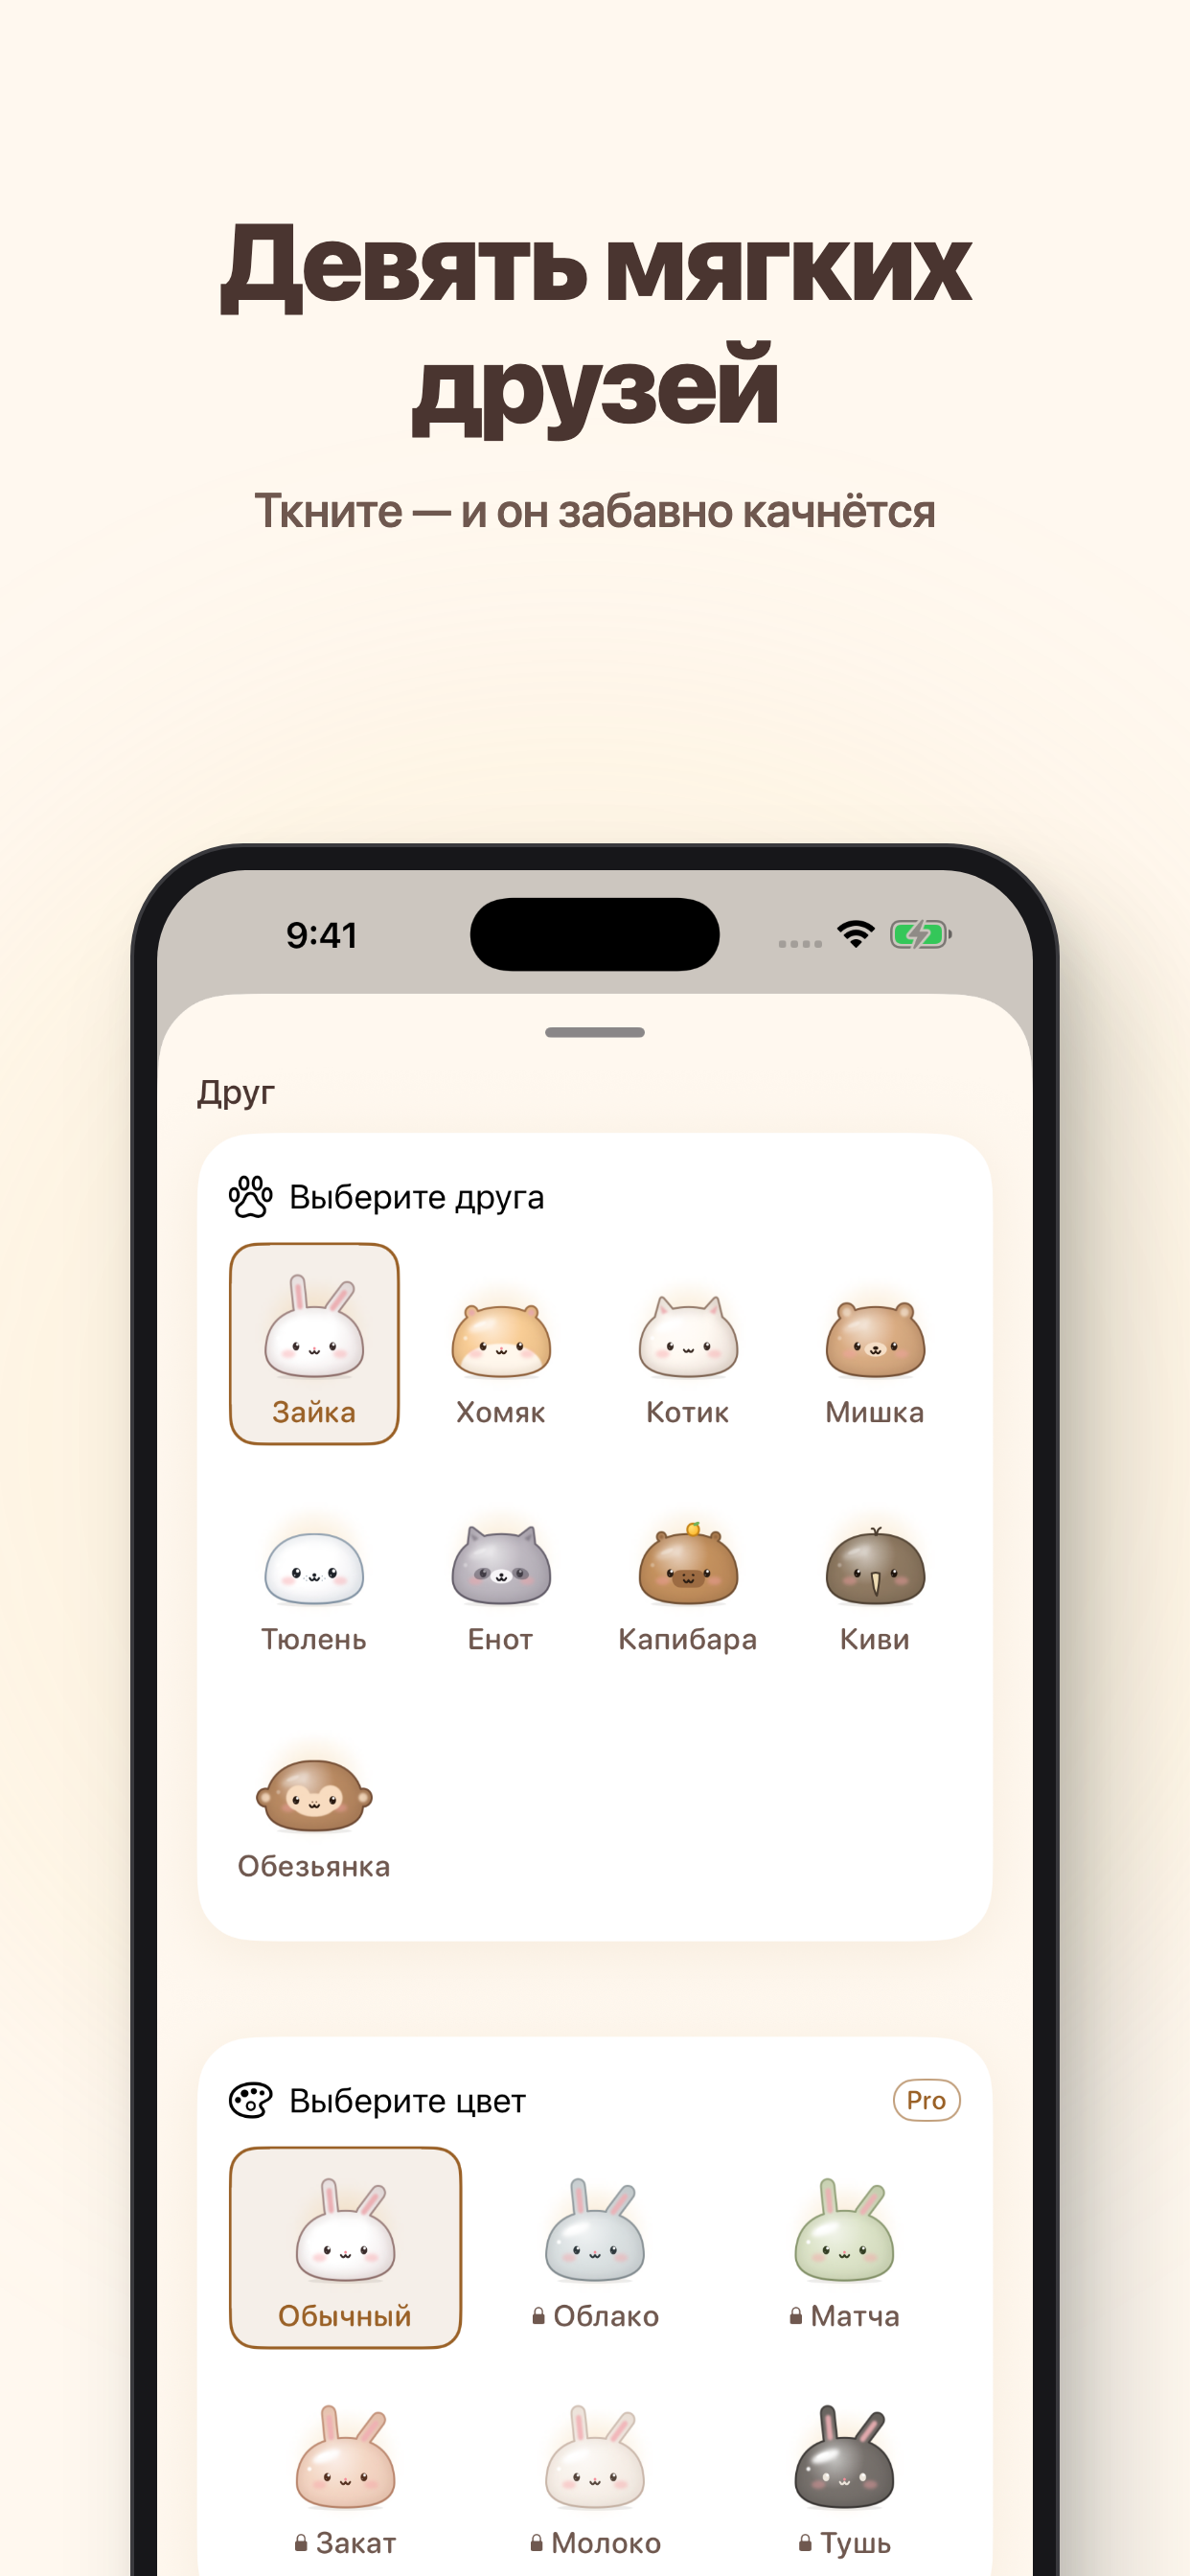 Девять мягких
друзей
Ткните — и он забавно качнётся
9:41
Друг
Выберите друга
Зайка
Хомяк
Котик
Мишка
Тюлень
Енот
Капибара
Киви
Обезьянка
Выберите цвет
Pro
Обычный
Облако
Матча
Закат
Молоко
Тушь